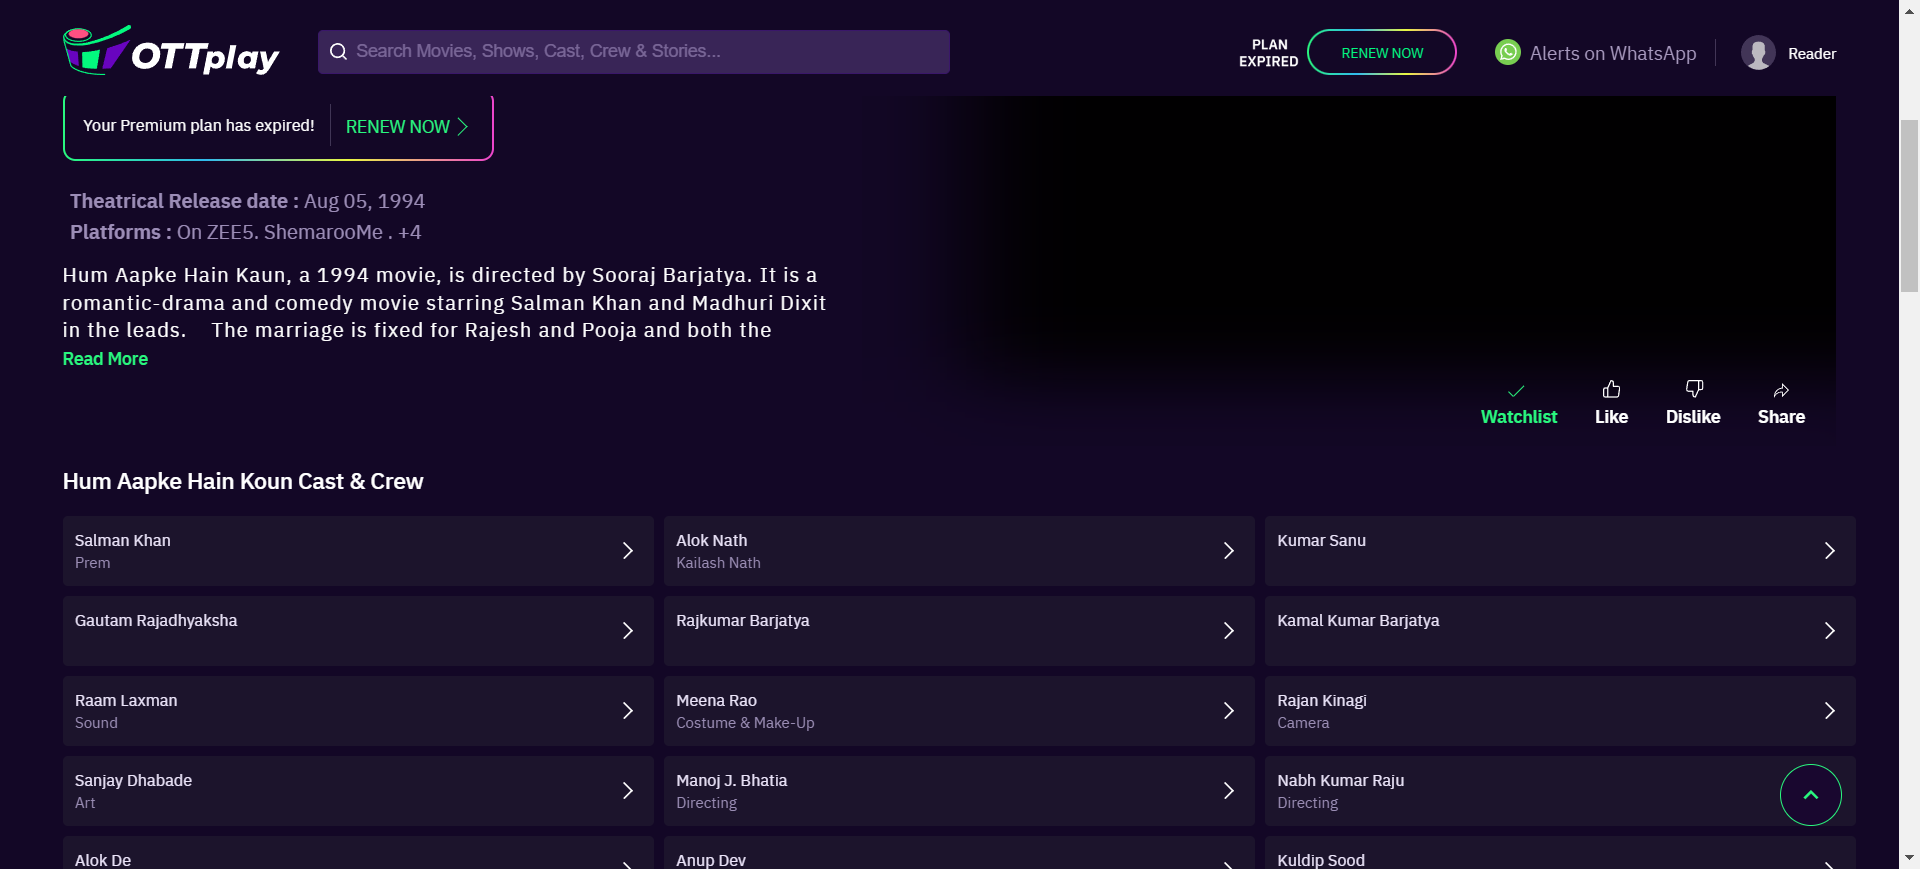 OTTplay
Search Movies, Shows, Cast, Crew & Stories...
PLAN
EXPIRED
RENEW NOW
Alerts on WhatsApp
Reader
Your Premium plan has expired!
RENEW NOW
Theatrical Release date : Aug 05, 1994
Platforms : On ZEE5. ShemarooMe . +4
Hum Aapke Hain Kaun, a 1994 movie, is directed by Sooraj Barjatya. It is a
romantic-drama and comedy movie starring Salman Khan and Madhuri Dixit
in the leads. The marriage is fixed for Rajesh and Pooja and both the
Read More
Watchlist
Like
Dislike
Share
Hum Aapke Hain Koun Cast & Crew
Salman Khan
Prem
Alok Nath
Kailash Nath
Kumar Sanu
Gautam Rajadhyaksha
Rajkumar Barjatya
Kamal Kumar Barjatya
Raam Laxman
Sound
Meena Rao
Costume & Make-Up
Rajan Kinagi
Camera
Sanjay Dhabade
Art
Manoj J. Bhatia
Directing
Nabh Kumar Raju
Directing
Alok De
Anup Dev
Kuldip Sood